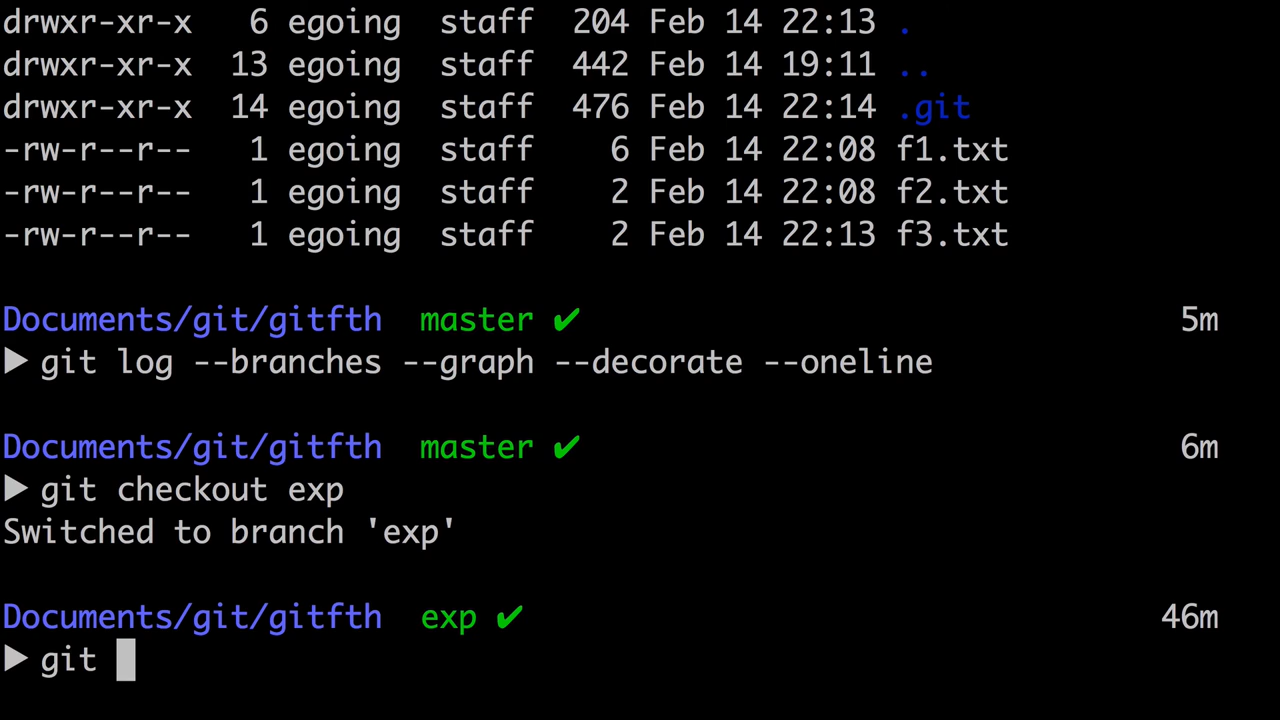 drwxr-xr-x   6 egoing  staff  204 Feb 14 22:13 .
drwxr-xr-x  13 egoing  staff  442 Feb 14 19:11 ..
drwxr-xr-x  14 egoing  staff  476 Feb 14 22:14 .git
-rw-r--r--   1 egoing  staff    6 Feb 14 22:08 f1.txt
-rw-r--r--   1 egoing  staff    2 Feb 14 22:08 f2.txt
-rw-r--r--   1 egoing  staff    2 Feb 14 22:13 f3.txt
Documents/git/gitfth  master ✔ 5m
▶ git log --branches --graph --decorate --oneline
Documents/git/gitfth  master ✔ 6m
▶ git checkout exp
Switched to branch 'exp'
Documents/git/gitfth  exp ✔ 46m
▶ git